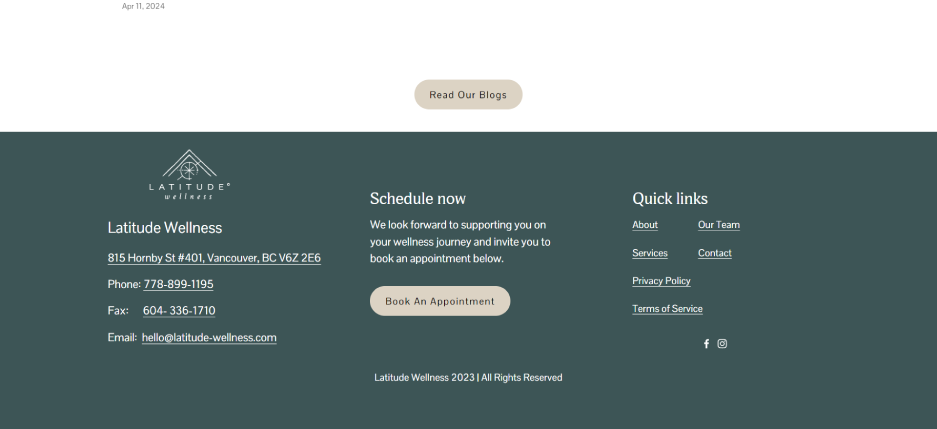 Apr 11, 2024
Read Our Blogs
LATITUDE°
wellness
Latitude Wellness
815 Hornby St #401, Vancouver, BC V6Z 2E6
Phone: 778-899-1195
Fax: 604- 336-1710
Email: hello@latitude-wellness.com
Schedule now
We look forward to supporting you on
your wellness journey and invite you to
book an appointment below.
Book An Appointment
Quick links
About
Our Team
Services
Contact
Privacy Policy
Terms of Service
Latitude Wellness 2023 | All Rights Reserved